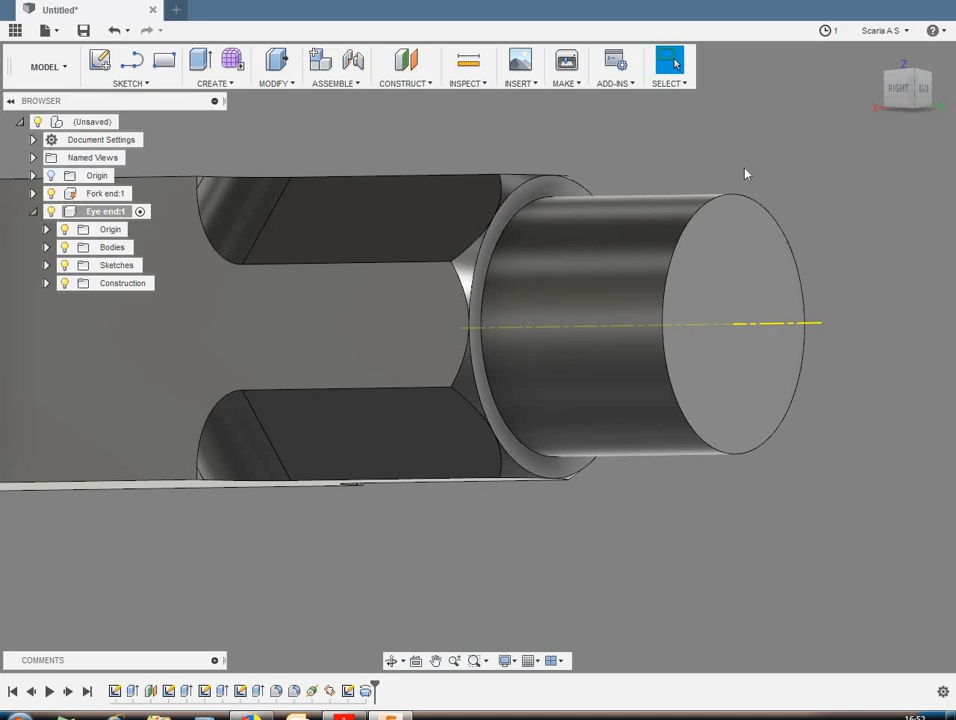 Untitled*
1 Scaria A S
MODEL
SKETCH CREATE MODIFY ASSEMBLE CONSTRUCT INSPECT INSERT MAKE ADD-INS SELECT
BROWSER
(Unsaved)
Document Settings
Named Views
Origin
Fork end:1
Eye end:1
Origin
Bodies
Sketches
Construction
Z
RIGHT
X
COMMENTS